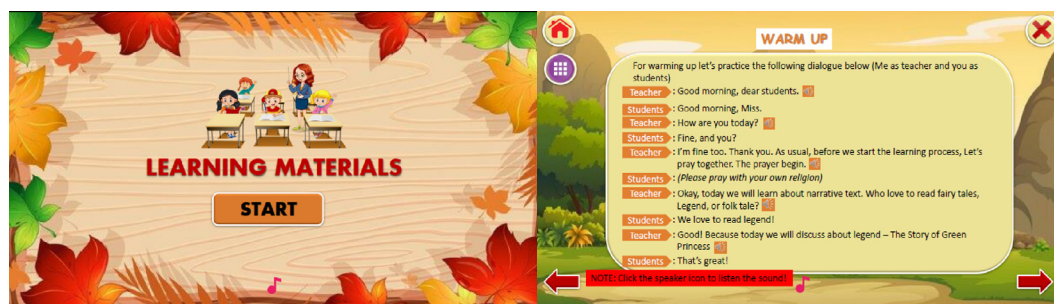 LEARNING MATERIALS
START
WARM UP
For warming up let's practice the following dialogue below (Me as teacher and you as
students)
Teacher : Good morning, dear students.
Students : Good morning, Miss.
Teacher : How are you today?
Students : Fine, and you?
Teacher : I'm fine too. Thank you. As usual, before we start the learning process, Let's
pray together. The prayer begin.
Students : (Please pray with your own religion)
Teacher : Okay, today we will learn about narrative text. Who love to read fairy tales,
Legend, or folk tale?
Students : We love to read legend!
Teacher : Good! Because today we will discuss about legend – The Story of Green
Princess
Students : That's great!
NOTE: Click the speaker icon to listen the sound!